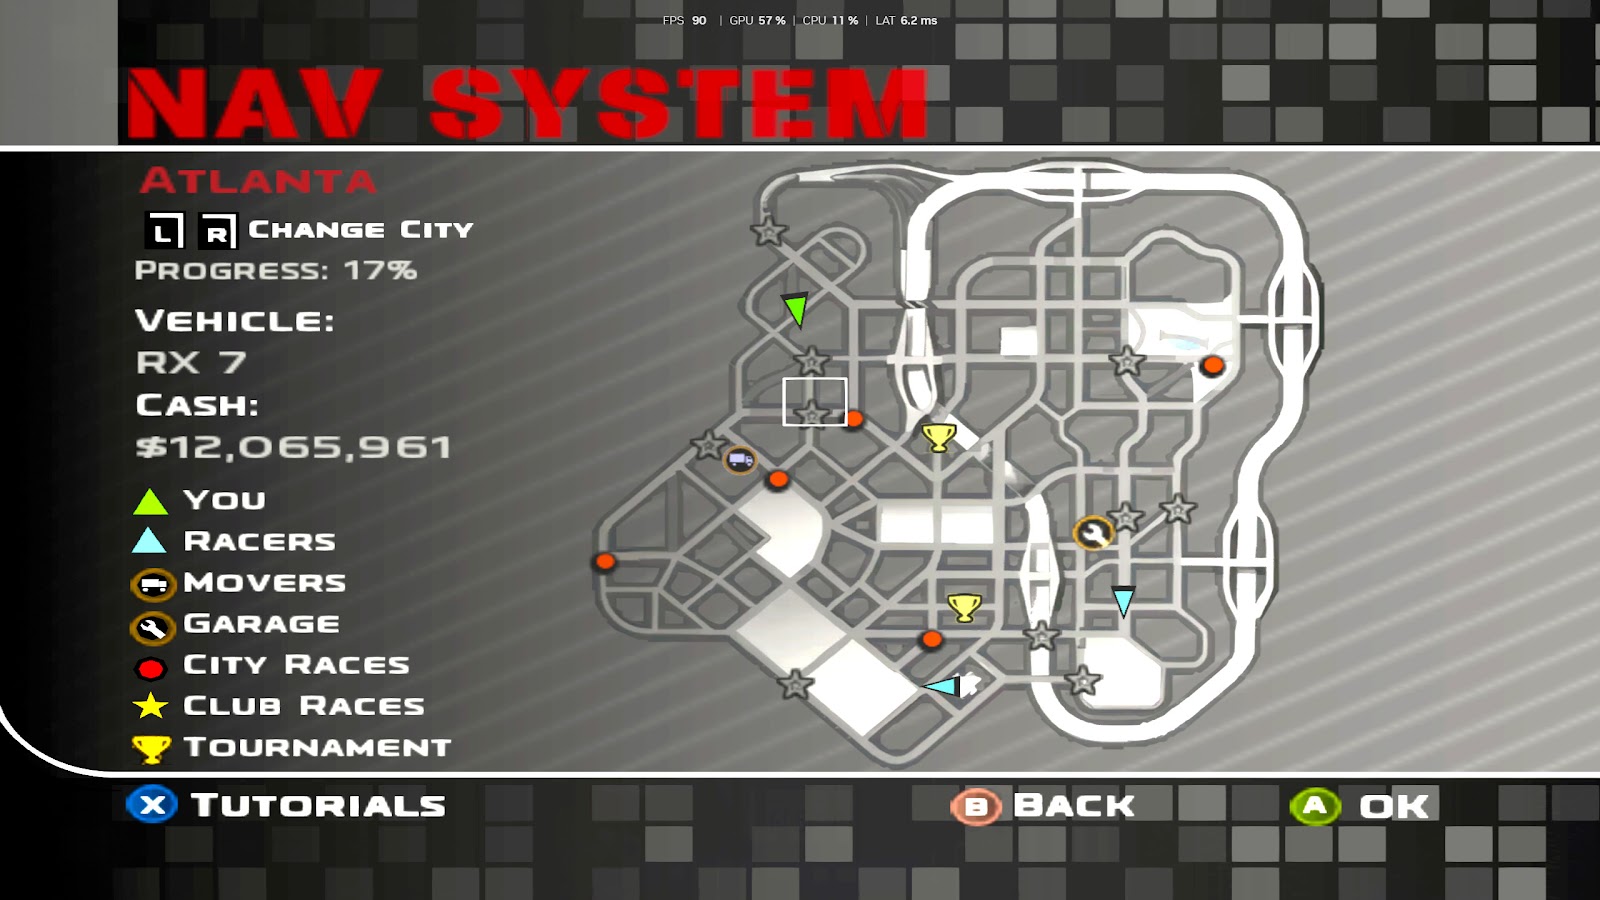 FPS 90 | GPU 57 % | CPU 11 % | LAT 6.2 ms
NAV SYSTEM
ATLANTA
L R CHANGE CITY
PROGRESS: 17%
VEHICLE:
RX 7
CASH:
$12,065,961
YOU
RACERS
MOVERS
GARAGE
CITY RACES
CLUB RACES
TOURNAMENT
X TUTORIALS
B BACK
A OK